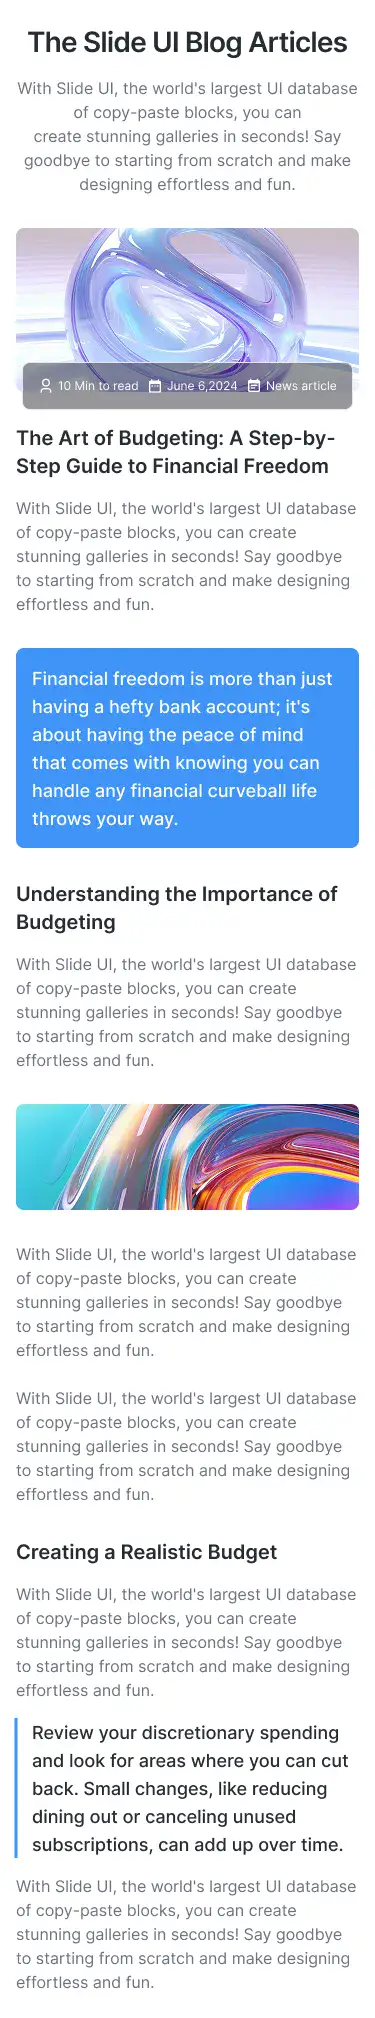 The Slide UI Blog Articles
With Slide UI, the world's largest UI database
of copy-paste blocks, you can
create stunning galleries in seconds! Say
goodbye to starting from scratch and make
designing effortless and fun.
10 Min to read June 6,2024 News article
The Art of Budgeting: A Step-by-
Step Guide to Financial Freedom
With Slide UI, the world's largest UI database
of copy-paste blocks, you can create
stunning galleries in seconds! Say goodbye
to starting from scratch and make designing
effortless and fun.
Financial freedom is more than just
having a hefty bank account; it's
about having the peace of mind
that comes with knowing you can
handle any financial curveball life
throws your way.
Understanding the Importance of
Budgeting
With Slide UI, the world's largest UI database
of copy-paste blocks, you can create
stunning galleries in seconds! Say goodbye
to starting from scratch and make designing
effortless and fun.
With Slide UI, the world's largest UI database
of copy-paste blocks, you can create
stunning galleries in seconds! Say goodbye
to starting from scratch and make designing
effortless and fun.
With Slide UI, the world's largest UI database
of copy-paste blocks, you can create
stunning galleries in seconds! Say goodbye
to starting from scratch and make designing
effortless and fun.
Creating a Realistic Budget
With Slide UI, the world's largest UI database
of copy-paste blocks, you can create
stunning galleries in seconds! Say goodbye
to starting from scratch and make designing
effortless and fun.
Review your discretionary spending
and look for areas where you can cut
back. Small changes, like reducing
dining out or canceling unused
subscriptions, can add up over time.
With Slide UI, the world's largest UI database
of copy-paste blocks, you can create
stunning galleries in seconds! Say goodbye
to starting from scratch and make designing
effortless and fun.